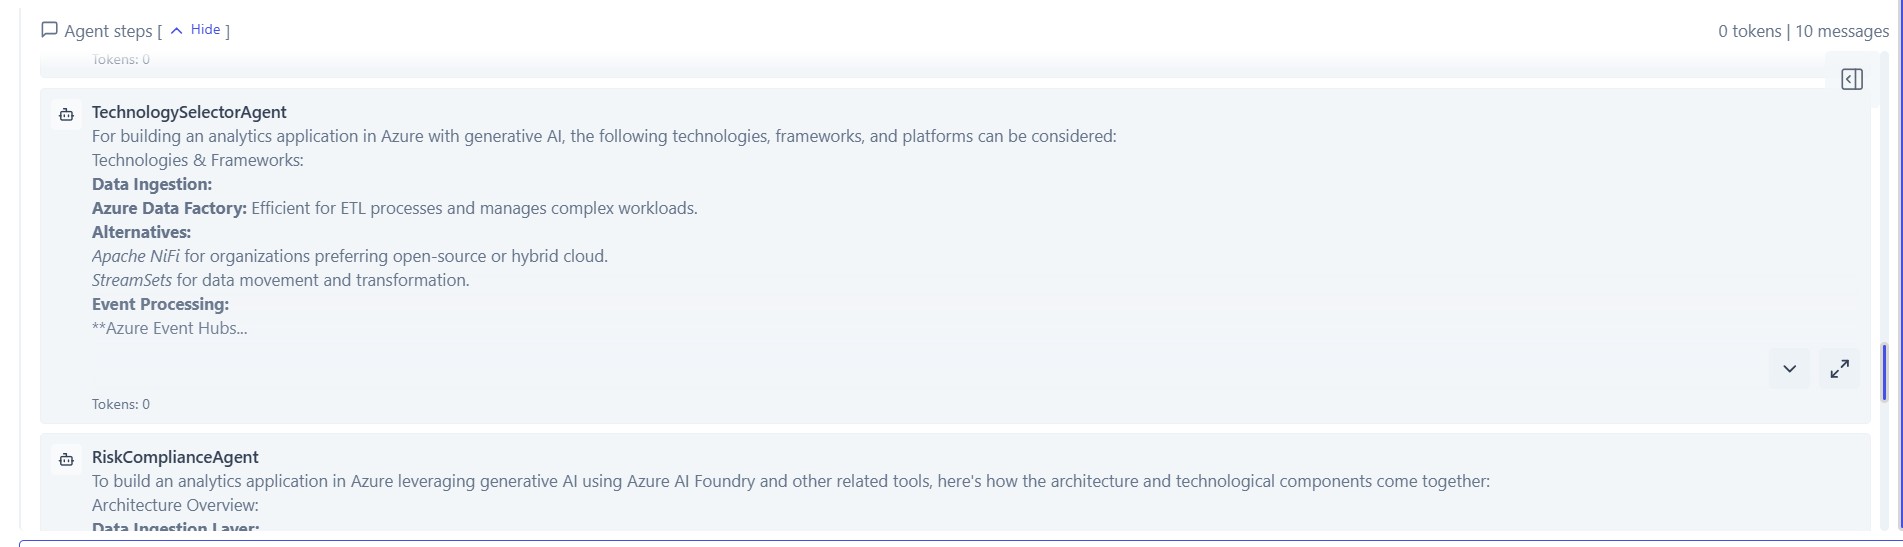 Agent steps [ Hide ]
0 tokens | 10 messages
Tokens: 0
TechnologySelectorAgent
For building an analytics application in Azure with generative AI, the following technologies, frameworks, and platforms can be considered:
Technologies & Frameworks:
Data Ingestion:
Azure Data Factory: Efficient for ETL processes and manages complex workloads.
Alternatives:
Apache NiFi for organizations preferring open-source or hybrid cloud.
StreamSets for data movement and transformation.
Event Processing:
**Azure Event Hubs...
Tokens: 0
RiskComplianceAgent
To build an analytics application in Azure leveraging generative AI using Azure AI Foundry and other related tools, here's how the architecture and technological components come together:
Architecture Overview:
Data Ingestion Layer: